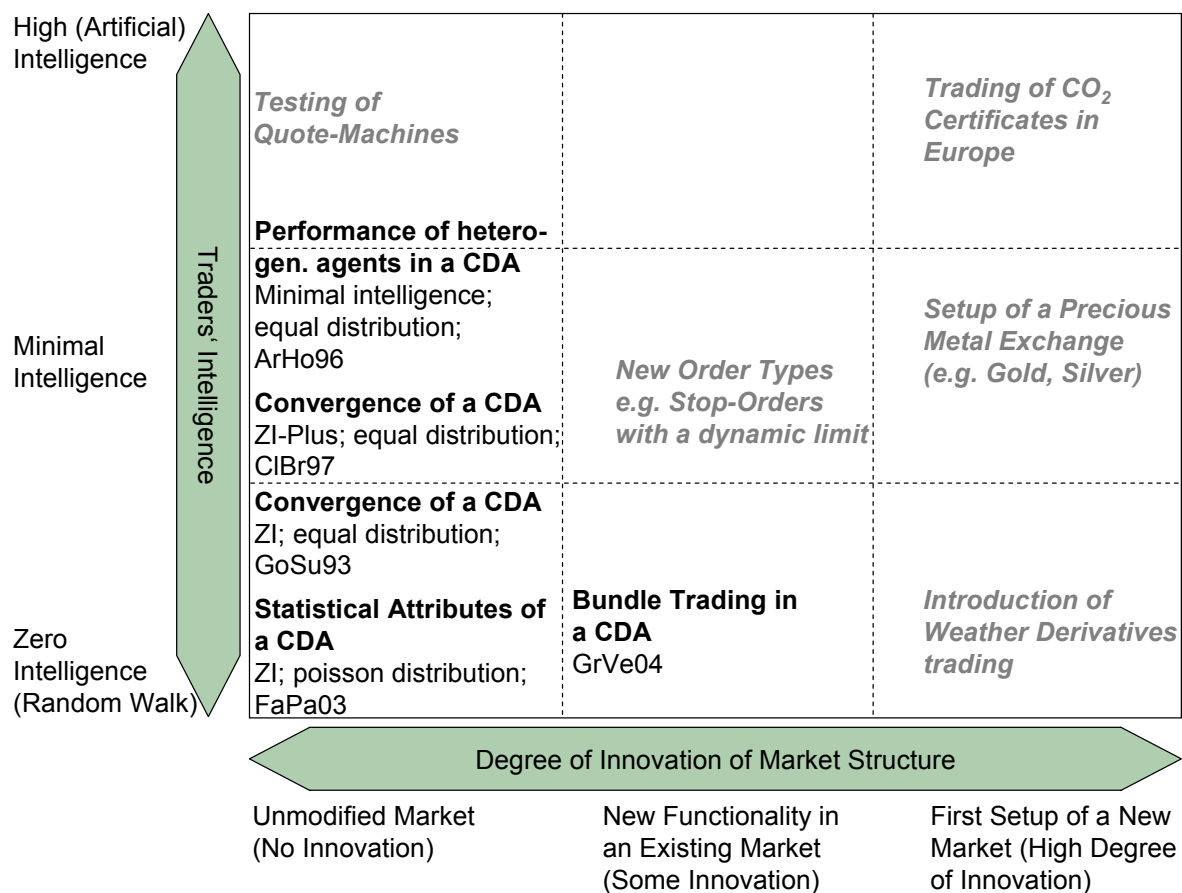 High (Artificial)
Intelligence
Testing of
Quote-Machines
Trading of CO₂
Certificates in
Europe
Traders‘ Intelligence
Performance of hetero-
gen. agents in a CDA
Minimal intelligence;
equal distribution;
ArHo96
Minimal
Intelligence
Convergence of a CDA
ZI-Plus; equal distribution;
ClBr97
New Order Types
e.g. Stop-Orders
with a dynamic limit
Setup of a Precious
Metal Exchange
(e.g. Gold, Silver)
Convergence of a CDA
ZI; equal distribution;
GoSu93
Zero
Intelligence
(Random Walk)
Statistical Attributes of
a CDA
ZI; poisson distribution;
FaPa03
Bundle Trading in
a CDA
GrVe04
Introduction of
Weather Derivatives
trading
Degree of Innovation of Market Structure
Unmodified Market
(No Innovation)
New Functionality in
an Existing Market
(Some Innovation)
First Setup of a New
Market (High Degree
of Innovation)